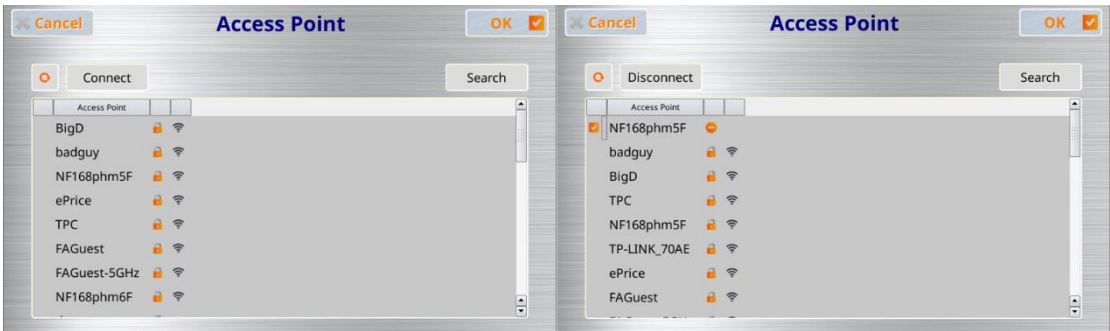 Cancel Access Point OK
Connect Search
Access Point
BigD
badguy
NF168phm5F
ePrice
TPC
FAGuest
FAGuest-5GHz
NF168phm6F
Cancel Access Point OK
Disconnect Search
Access Point
NF168phm5F
badguy
BigD
TPC
NF168phm5F
TP-LINK_70AE
ePrice
FAGuest